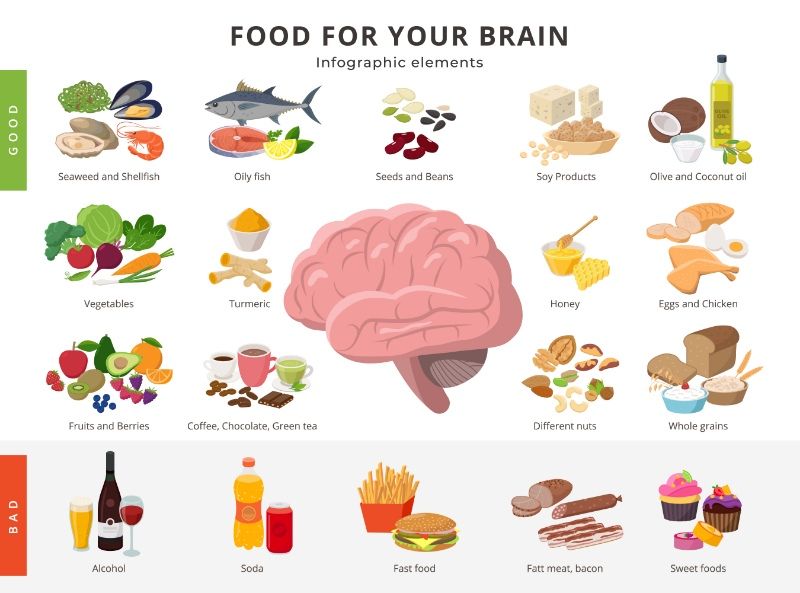 FOOD FOR YOUR BRAIN
Infographic elements
GOOD
Seaweed and Shellfish
Oily fish
Seeds and Beans
Soy Products
OLIVE OIL
Olive and Coconut oil
Vegetables
Turmeric
Honey
Eggs and Chicken
Fruits and Berries
Coffee, Chocolate, Green tea
Different nuts
Whole grains
BAD
Alcohol
Soda
Fast food
Fatt meat, bacon
Sweet foods